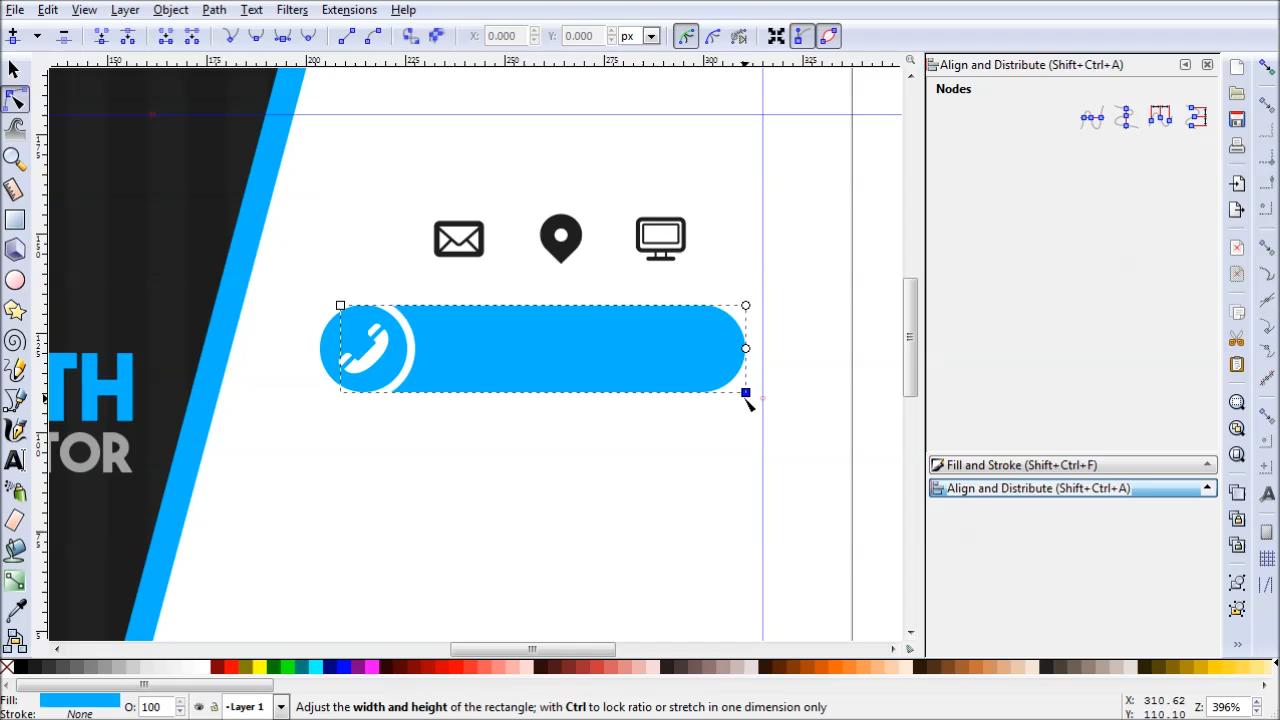 File Edit View Layer Object Path Text Filters Extensions Help
X: 0.000 Y: 0.000 px
150 200 225 250 275 300 325
Align and Distribute (Shift+Ctrl+A)
Nodes
TH
TOR
Fill and Stroke (Shift+Ctrl+F)
Align and Distribute (Shift+Ctrl+A)
Fill: O: 100 Layer 1 Adjust the width and height of the rectangle; with Ctrl to lock ratio or stretch in one dimension only X: 310.62 Z: 396%
Stroke: None Y: 110.10